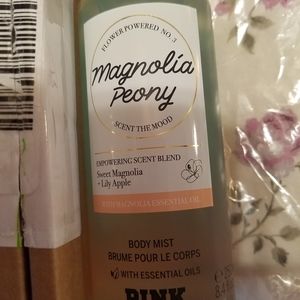 FLOWER POWERED NO. 3
Magnolia
Peony
SCENT THE MOOD
EMPOWERING SCENT BLEND
Sweet Magnolia
+ Lily Apple
WITH MAGNOLIA ESSENTIAL OIL
BODY MIST
BRUME POUR LE CORPS
WITH ESSENTIAL OILS
PINK